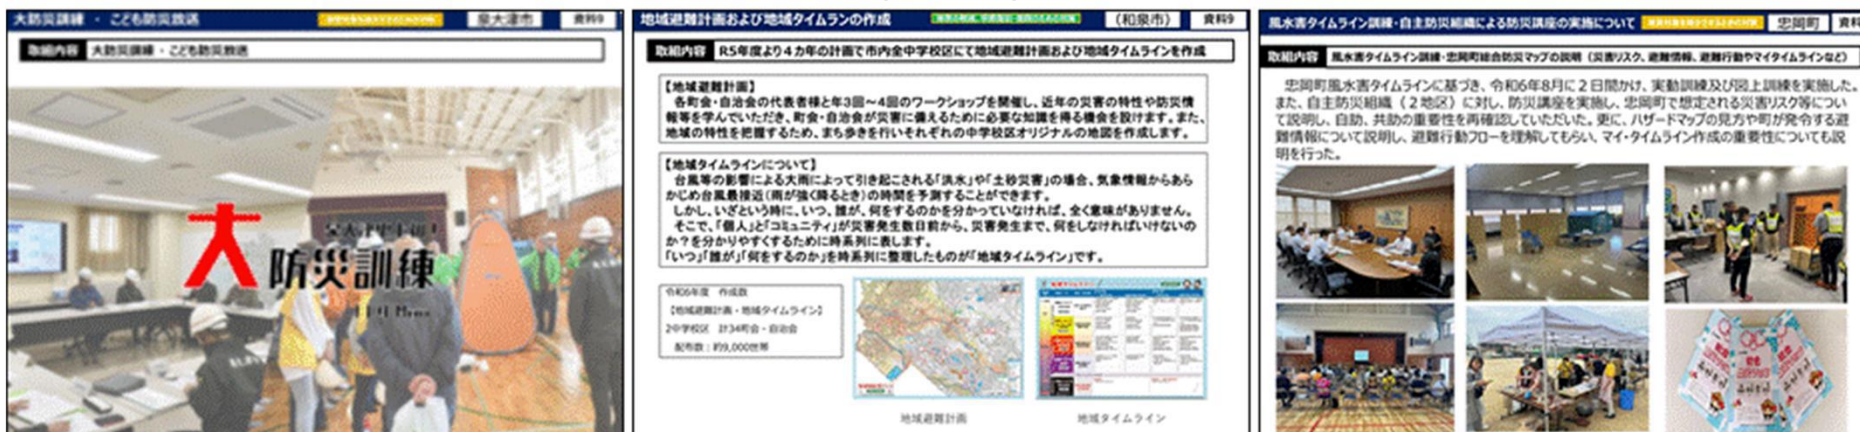 大防災訓練 ・ こども防災放送
泉大津市
資料9
取組内容 大防災訓練 ・ こども防災放送
大防災訓練
地域避難計画および地域タイムランの作成
(和泉市)
資料9
取組内容 R5年度より4カ年の計画で市内全中学校区にて地域避難計画および地域タイムラインを作成
【地域避難計画】
各町会・自治会の代表者様と年3回～4回のワークショップを開催し、近年の災害の特性や防災情
報等を学んでいただき、町会・自治会が災害に備えるために必要な知識を得る機会を設けます。また、
地域の特性を把握するため、まち歩きを行いそれぞれの中学校区オリジナルの地図を作成します。
【地域タイムラインについて】
台風等の影響による大雨によって引き起こされる「洪水」や「土砂災害」の場合、気象情報からあら
かじめ台風最接近(雨が強く降るとき)の時間を予測することができます。
しかし、いざという時に、いつ、誰が、何をするのかを分かっていなければ、全く意味がありません。
そこで、「個人」と「コミュニティ」が災害発生数日前から、災害発生まで、何をしなければいけないの
か?を分かりやすくするために時系列に表します。
「いつ」「誰が」「何をするのか」を時系列に整理したものが「地域タイムライン」です。
令和6年度 作成数
【地域避難計画・地域タイムライン】
2中学校区 計34町会・自治会
配布数:約9,000世帯
地域避難計画
地域タイムライン
風水害タイムライン訓練・自主防災組織による防災講座の実施について
忠岡町
資料
取組内容 風水害タイムライン訓練・忠岡町総合防災マップの説明(災害リスク、避難情報、避難行動やマイタイムラインなど)
忠岡町風水害タイムラインに基づき、令和6年8月に2日間かけ、実動訓練及び図上訓練を実施した。
また、自主防災組織(2地区)に対し、防災講座を実施し、忠岡町で想定される災害リスク等につい
て説明し、自助、共助の重要性を再確認していただいた。更に、ハザードマップの見方や町が発令する避
難情報について説明し、避難行動フローを理解してもらい、マイ・タイムライン作成の重要性についても説
明を行った。